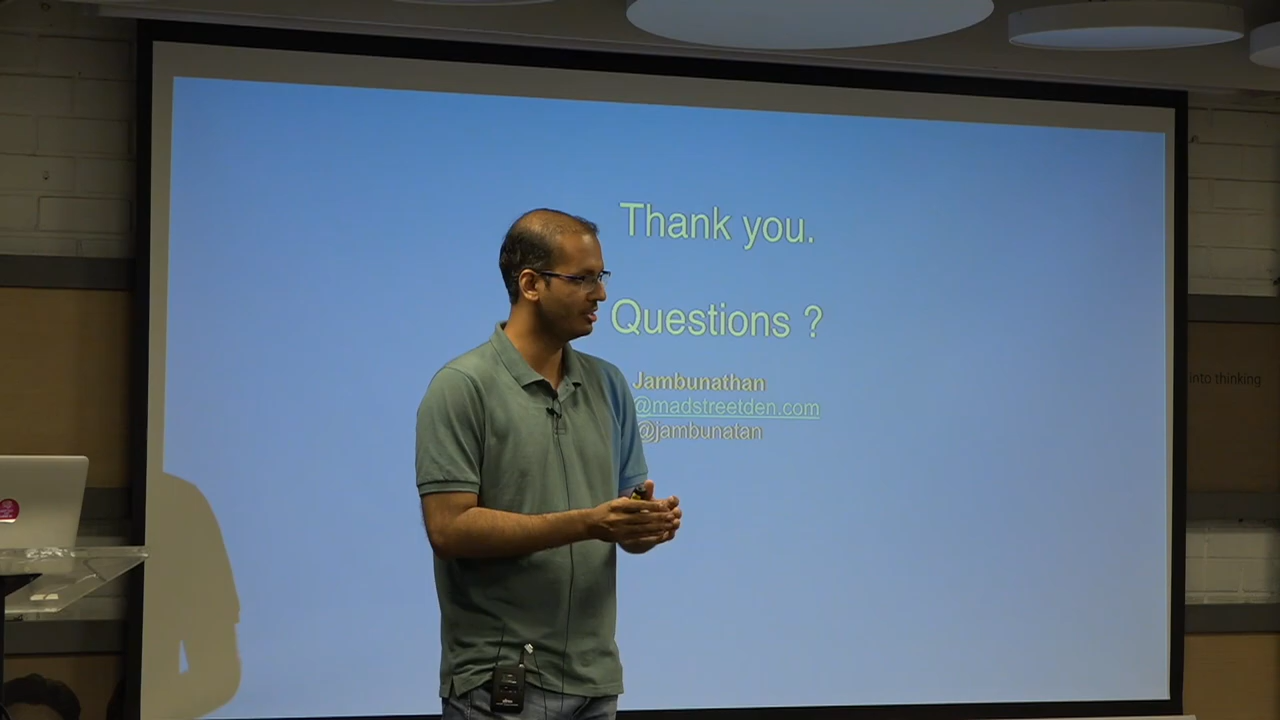 Thank you.
Questions ?
Jambunathan
@madstreetden.com
@jambunatan
into thinking